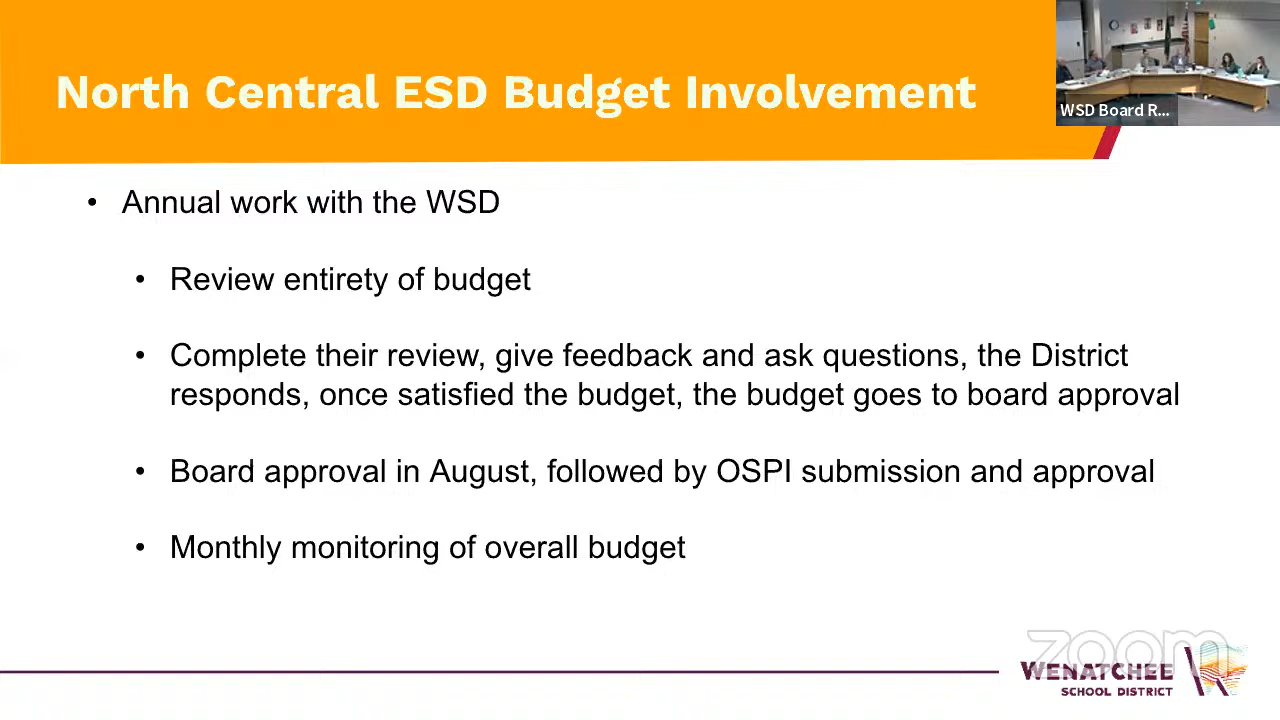 North Central ESD Budget Involvement
WSD Board R...
• Annual work with the WSD
• Review entirety of budget
• Complete their review, give feedback and ask questions, the District
responds, once satisfied the budget, the budget goes to board approval
• Board approval in August, followed by OSPI submission and approval
• Monthly monitoring of overall budget
zoom
WENATCHEE
SCHOOL DISTRICT